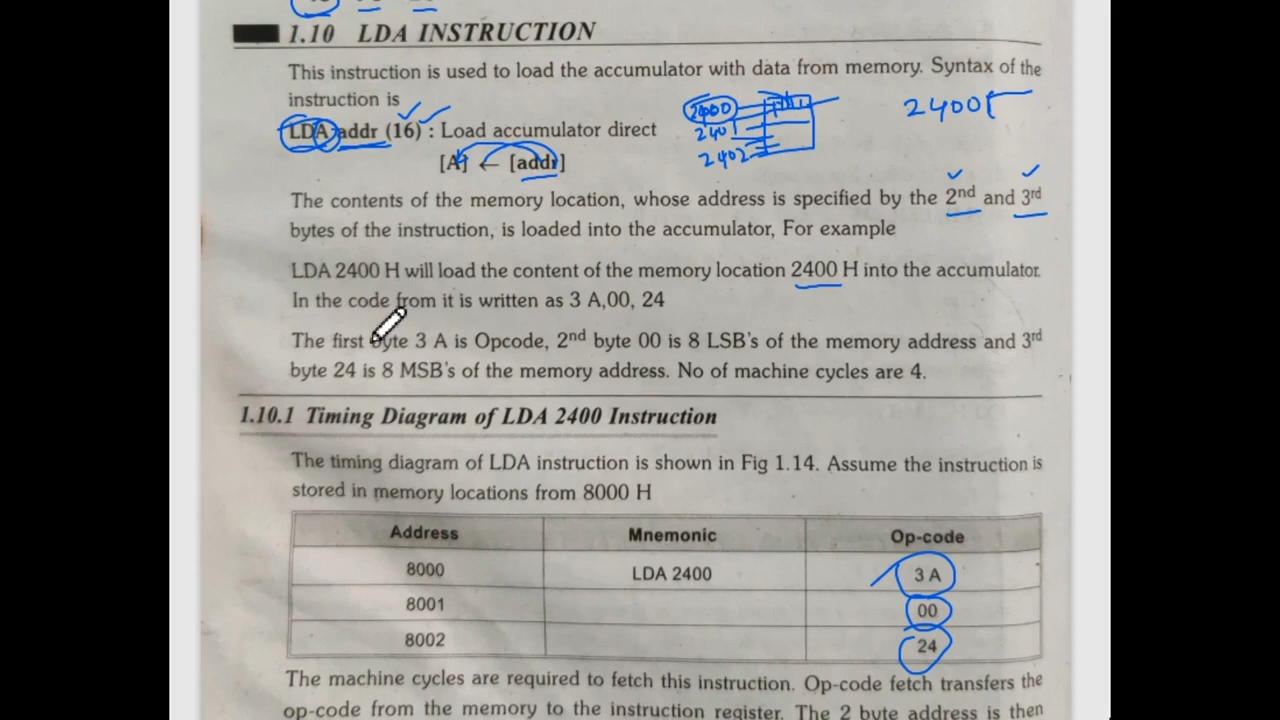 1.10 LDA INSTRUCTION
This instruction is used to load the accumulator with data from memory. Syntax of the
instruction is
LDA addr (16) : Load accumulator direct
[A] ← [addr]
2400
2401
2402
2400
The contents of the memory location, whose address is specified by the 2nd and 3rd
bytes of the instruction, is loaded into the accumulator, For example
LDA 2400 H will load the content of the memory location 2400 H into the accumulator.
In the code from it is written as 3 A,00, 24
The first byte 3 A is Opcode, 2nd byte 00 is 8 LSB's of the memory address and 3rd
byte 24 is 8 MSB's of the memory address. No of machine cycles are 4.
1.10.1 Timing Diagram of LDA 2400 Instruction
The timing diagram of LDA instruction is shown in Fig 1.14. Assume the instruction is
stored in memory locations from 8000 H
Address Mnemonic Op-code
8000 LDA 2400 3 A
8001 00
8002 24
The machine cycles are required to fetch this instruction. Op-code fetch transfers the
op-code from the memory to the instruction register. The 2 byte address is then